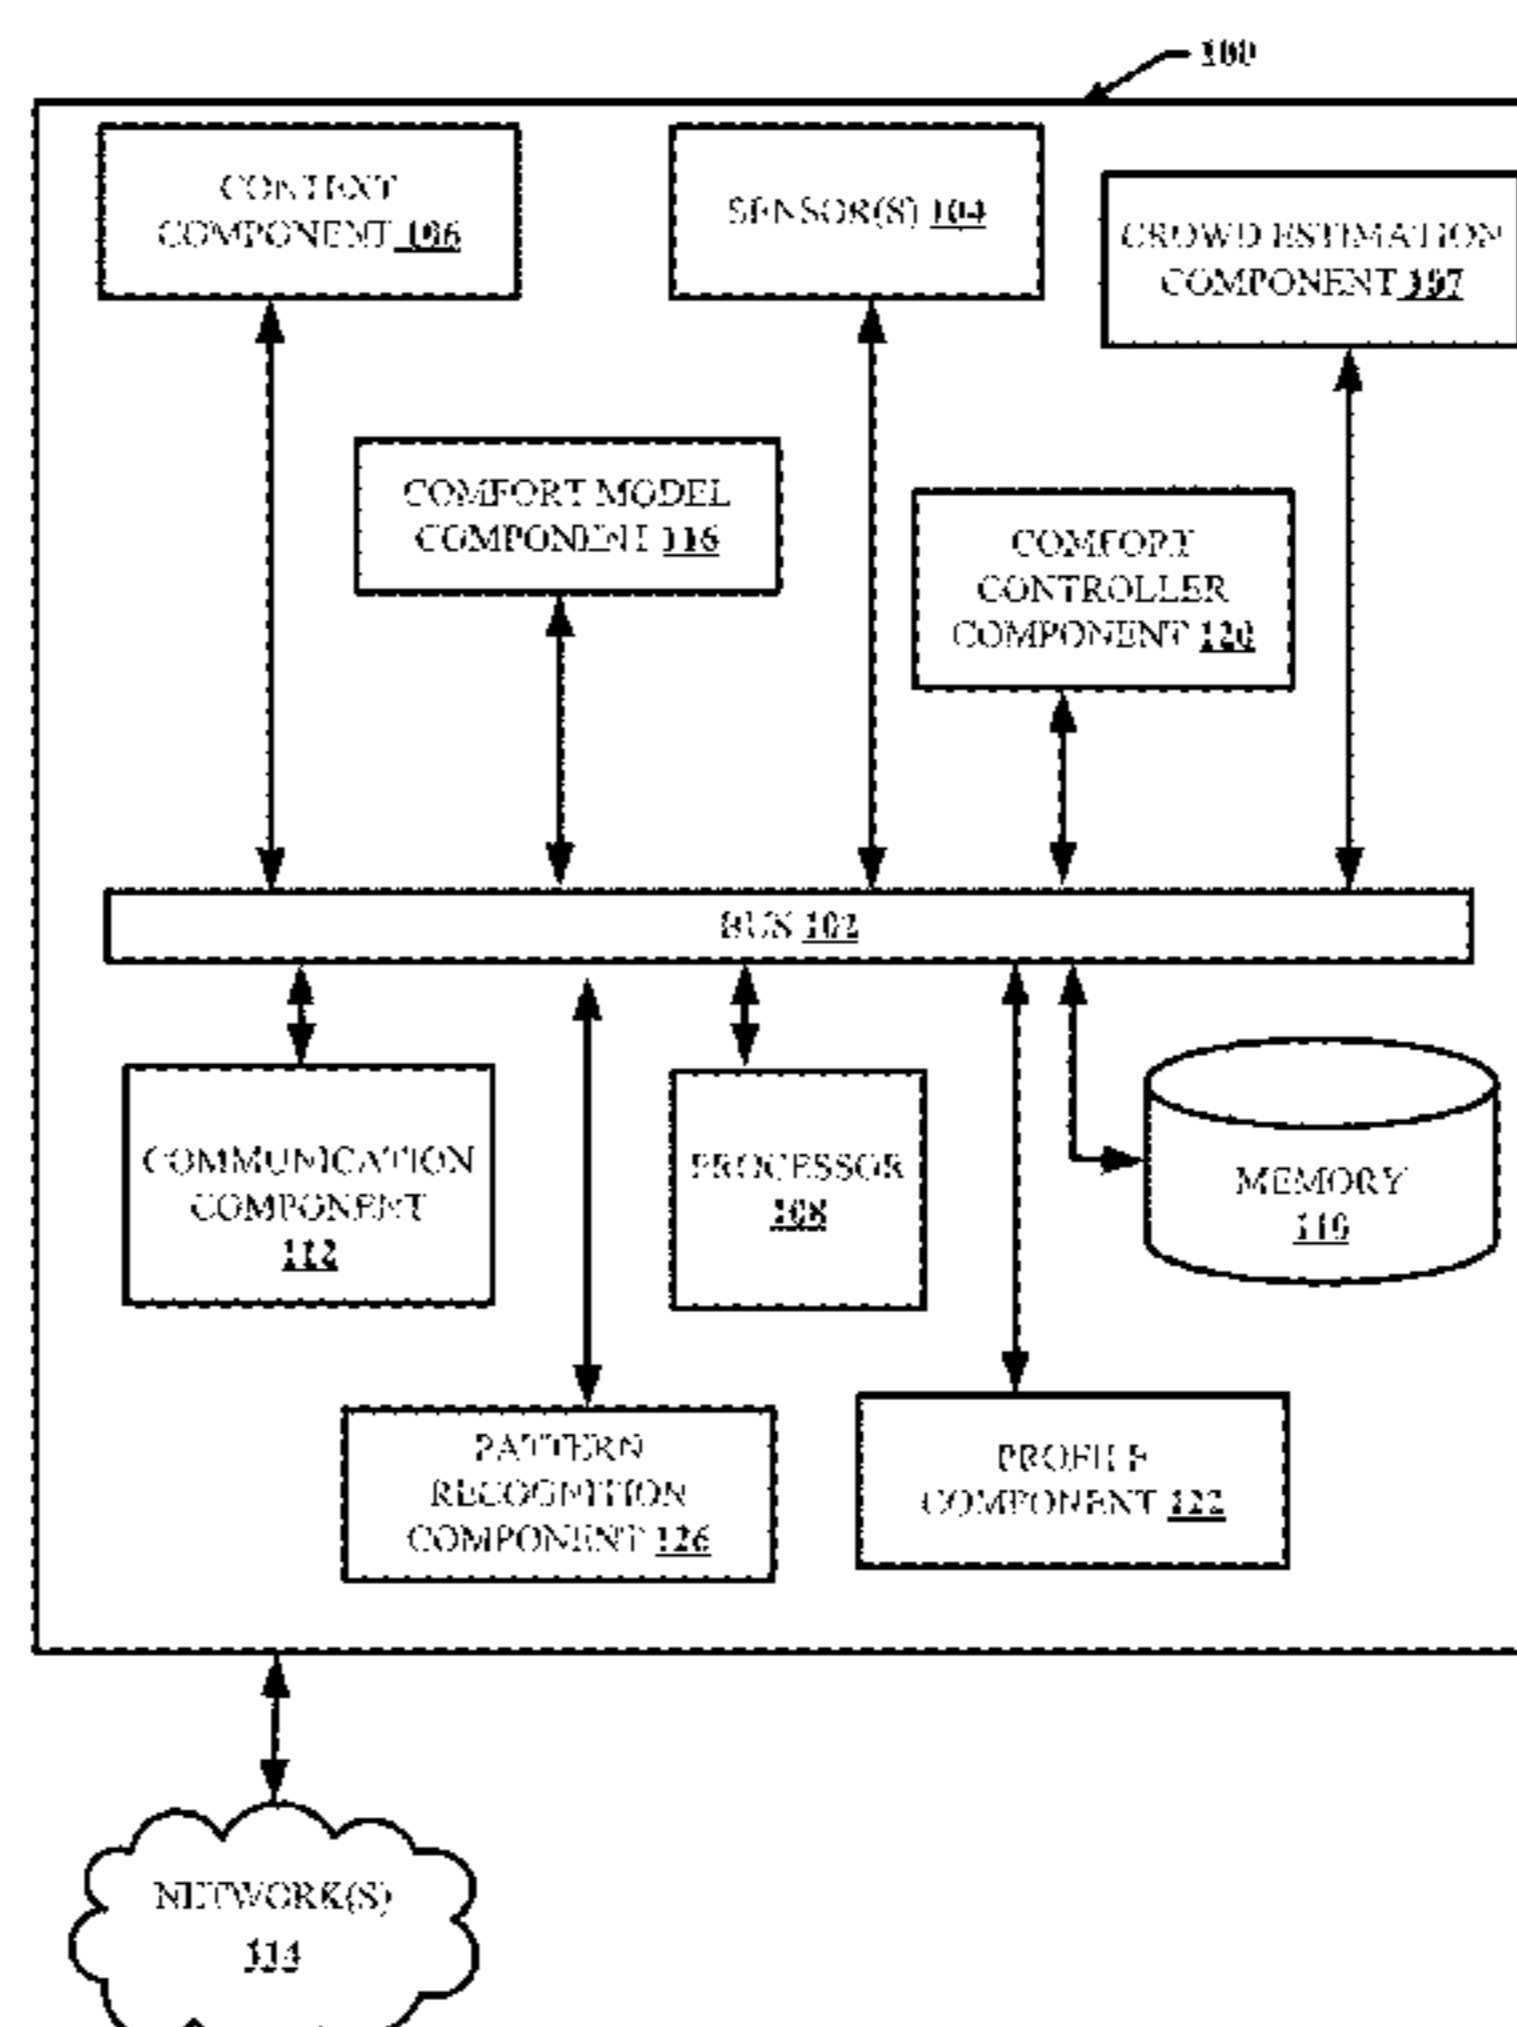 100
CONTEXT
COMPONENT 106
SENSOR(S) 104
CROWD ESTIMATION
COMPONENT 107
COMFORT MODEL
COMPONENT 116
COMFORT
CONTROLLER
COMPONENT 120
BUS 102
COMMUNICATION
COMPONENT
112
PROCESSOR
108
MEMORY
110
PATTERN
RECOGNITION
COMPONENT 126
PROFILE
COMPONENT 122
NETWORK(S)
114